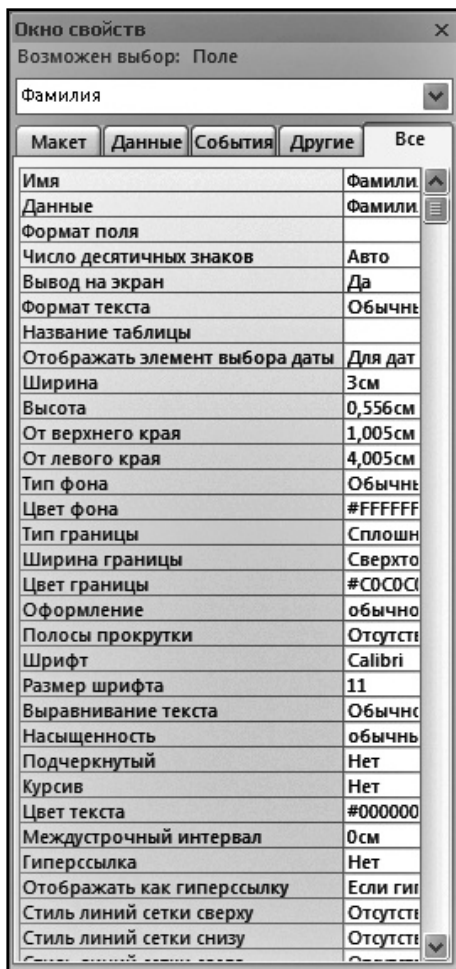 Окно свойств
Возможен выбор: Поле
Фамилия
Макет Данные События Другие Все
Имя Фамили
Данные Фамили
Формат поля
Число десятичных знаков Авто
Вывод на экран Да
Формат текста Обычнь
Название таблицы
Отображать элемент выбора даты Для дат
Ширина 3см
Высота 0,556см
От верхнего края 1,005см
От левого края 4,005см
Тип фона Обычнь
Цвет фона #FFFFFF
Тип границы Сплошн
Ширина границы Сверхто
Цвет границы #C0C0C(
Оформление обычно
Полосы прокрутки Отсутстı
Шрифт Calibri
Размер шрифта 11
Выравнивание текста Обычно
Насыщенность обычнь
Подчеркнутый Нет
Курсив Нет
Цвет текста #000000
Междустрочный интервал 0см
Гиперссылка Нет
Отображать как гиперссылку Если гиг
Стиль линий сетки сверху Отсутстı
Стиль линий сетки снизу Отсутстı